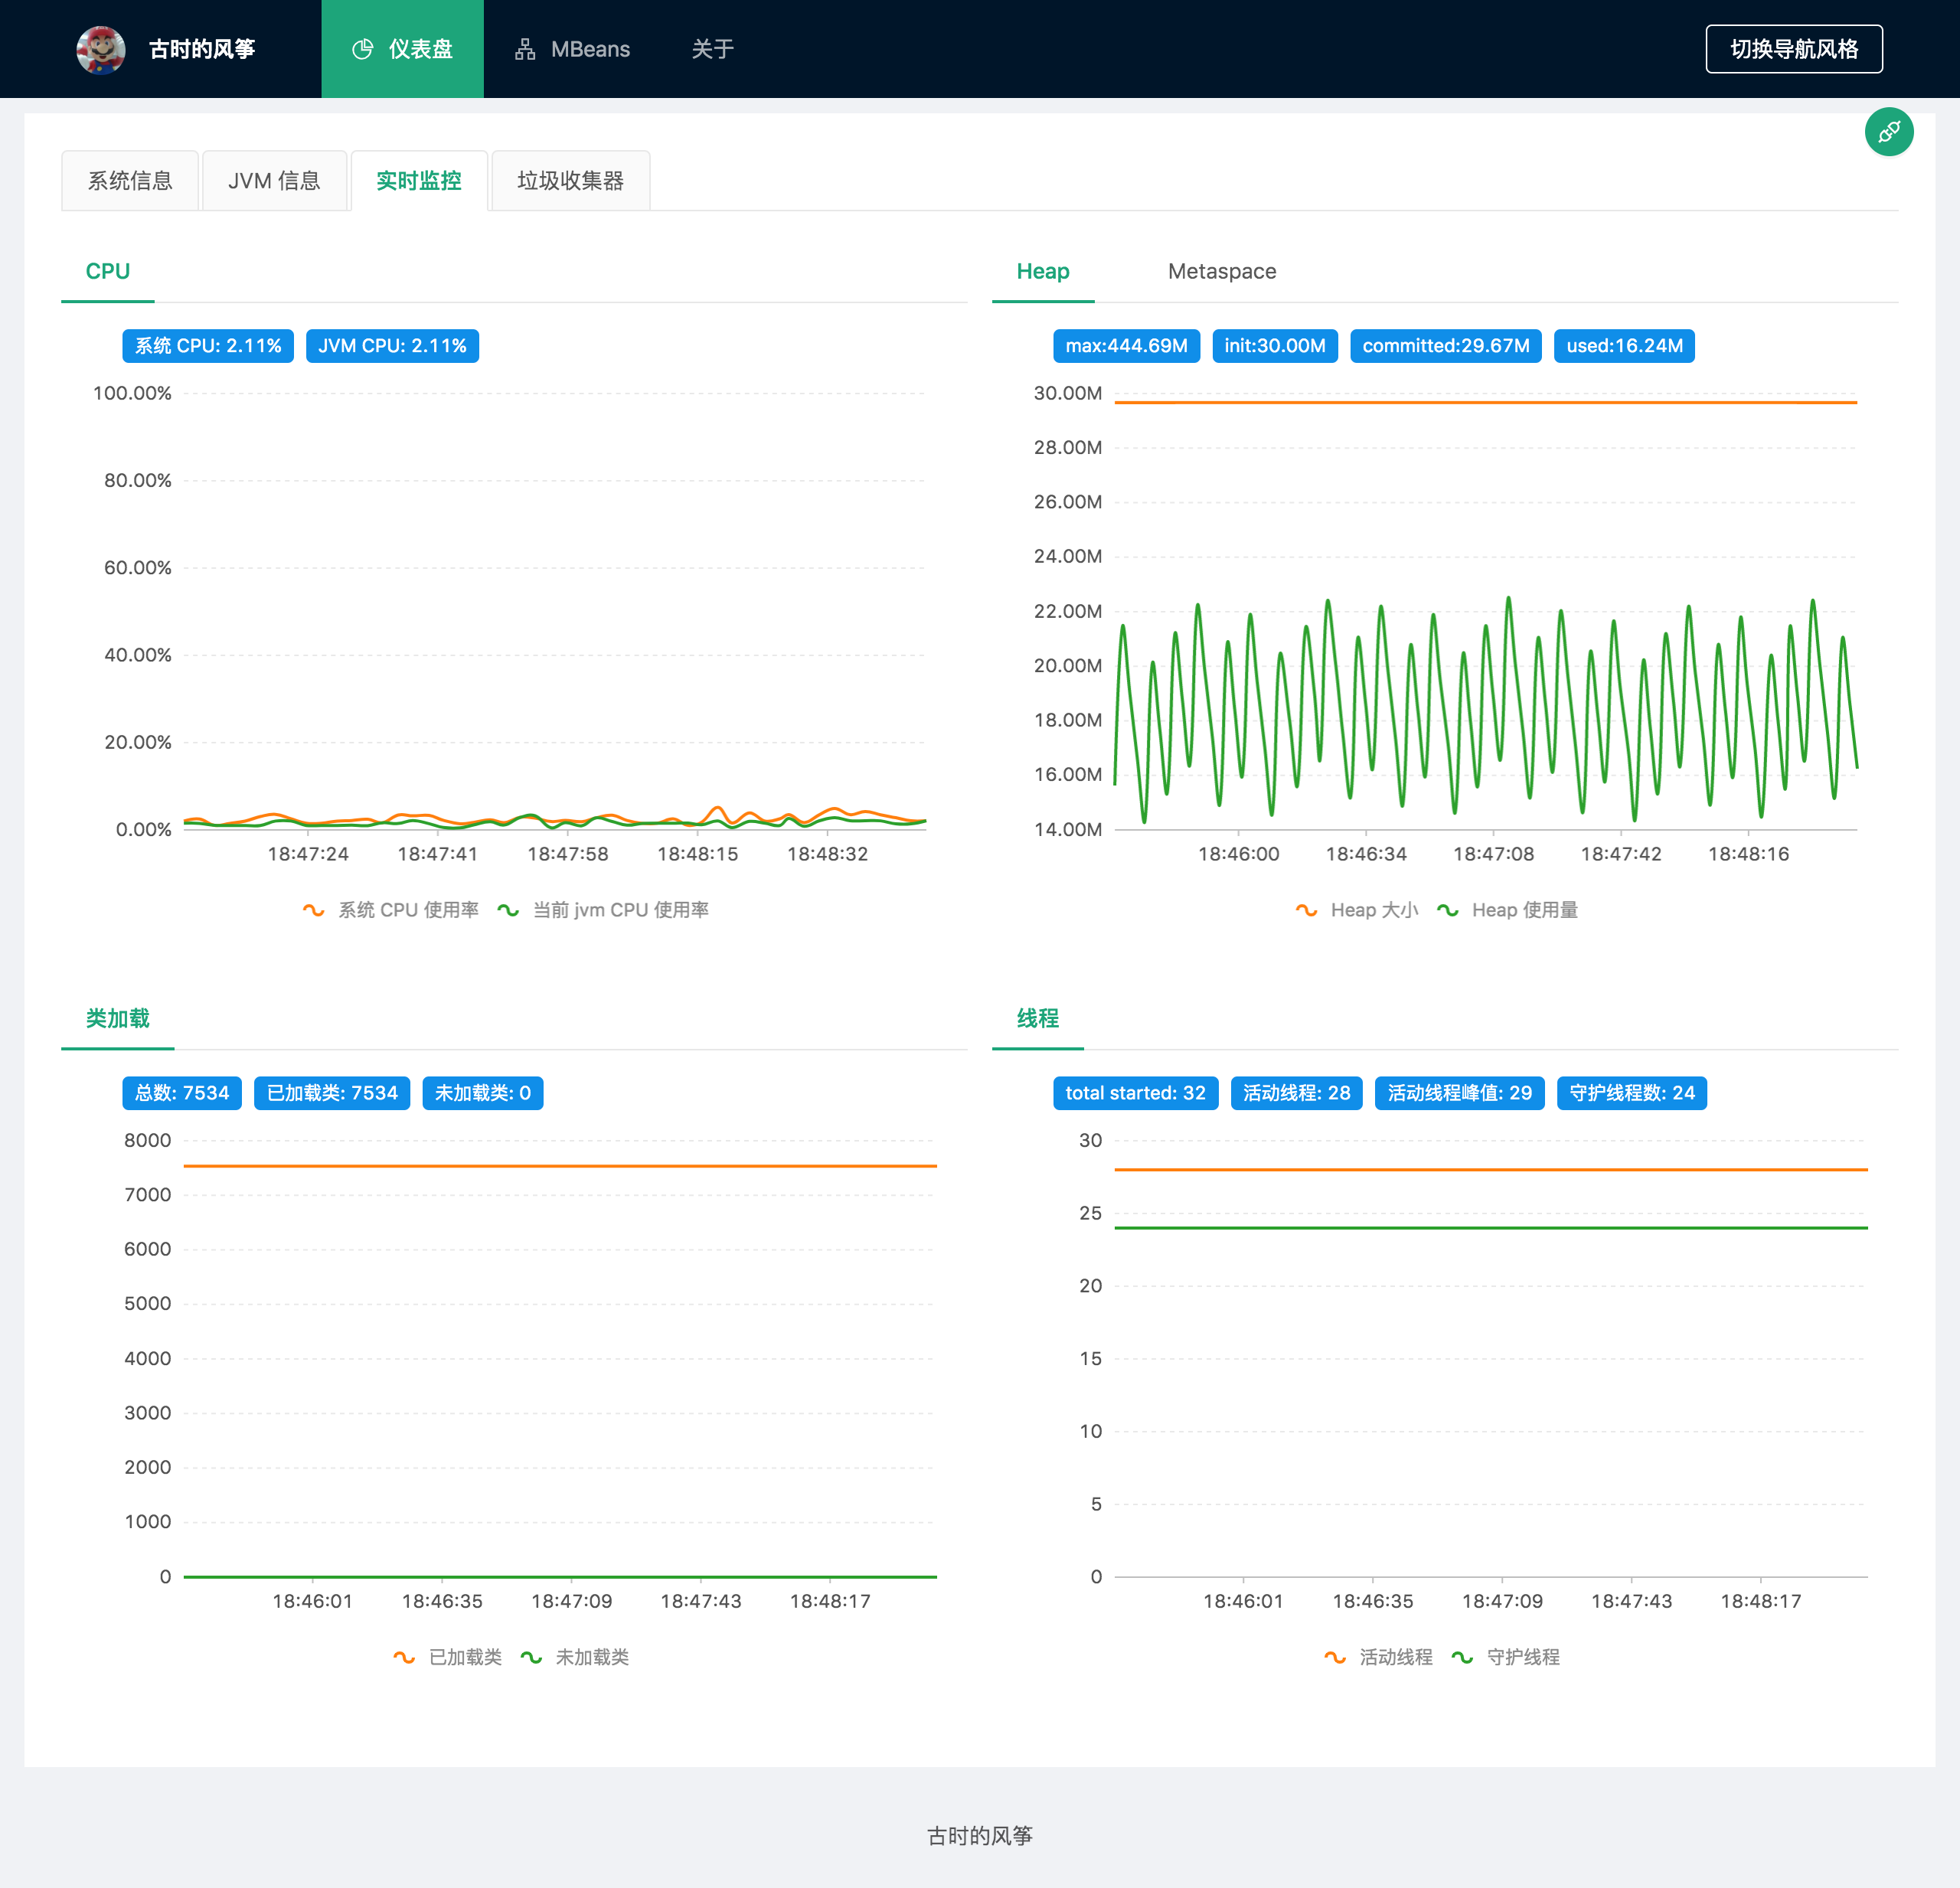 古时的风筝 仪表盘 MBeans 关于 切换导航风格
系统信息 JVM 信息 实时监控 垃圾收集器
CPU
系统 CPU: 2.11% JVM CPU: 2.11%
100.00%
80.00%
60.00%
40.00%
20.00%
0.00%
18:47:24 18:47:41 18:47:58 18:48:15 18:48:32
系统 CPU 使用率 当前 jvm CPU 使用率
Heap Metaspace
max:444.69M init:30.00M committed:29.67M used:16.24M
30.00M
28.00M
26.00M
24.00M
22.00M
20.00M
18.00M
16.00M
14.00M
18:46:00 18:46:34 18:47:08 18:47:42 18:48:16
Heap 大小 Heap 使用量
类加载
总数: 7534 已加载类: 7534 未加载类: 0
8000
7000
6000
5000
4000
3000
2000
1000
0
18:46:01 18:46:35 18:47:09 18:47:43 18:48:17
已加载类 未加载类
线程
total started: 32 活动线程: 28 活动线程峰值: 29 守护线程数: 24
30
25
20
15
10
5
0
18:46:01 18:46:35 18:47:09 18:47:43 18:48:17
活动线程 守护线程
古时的风筝